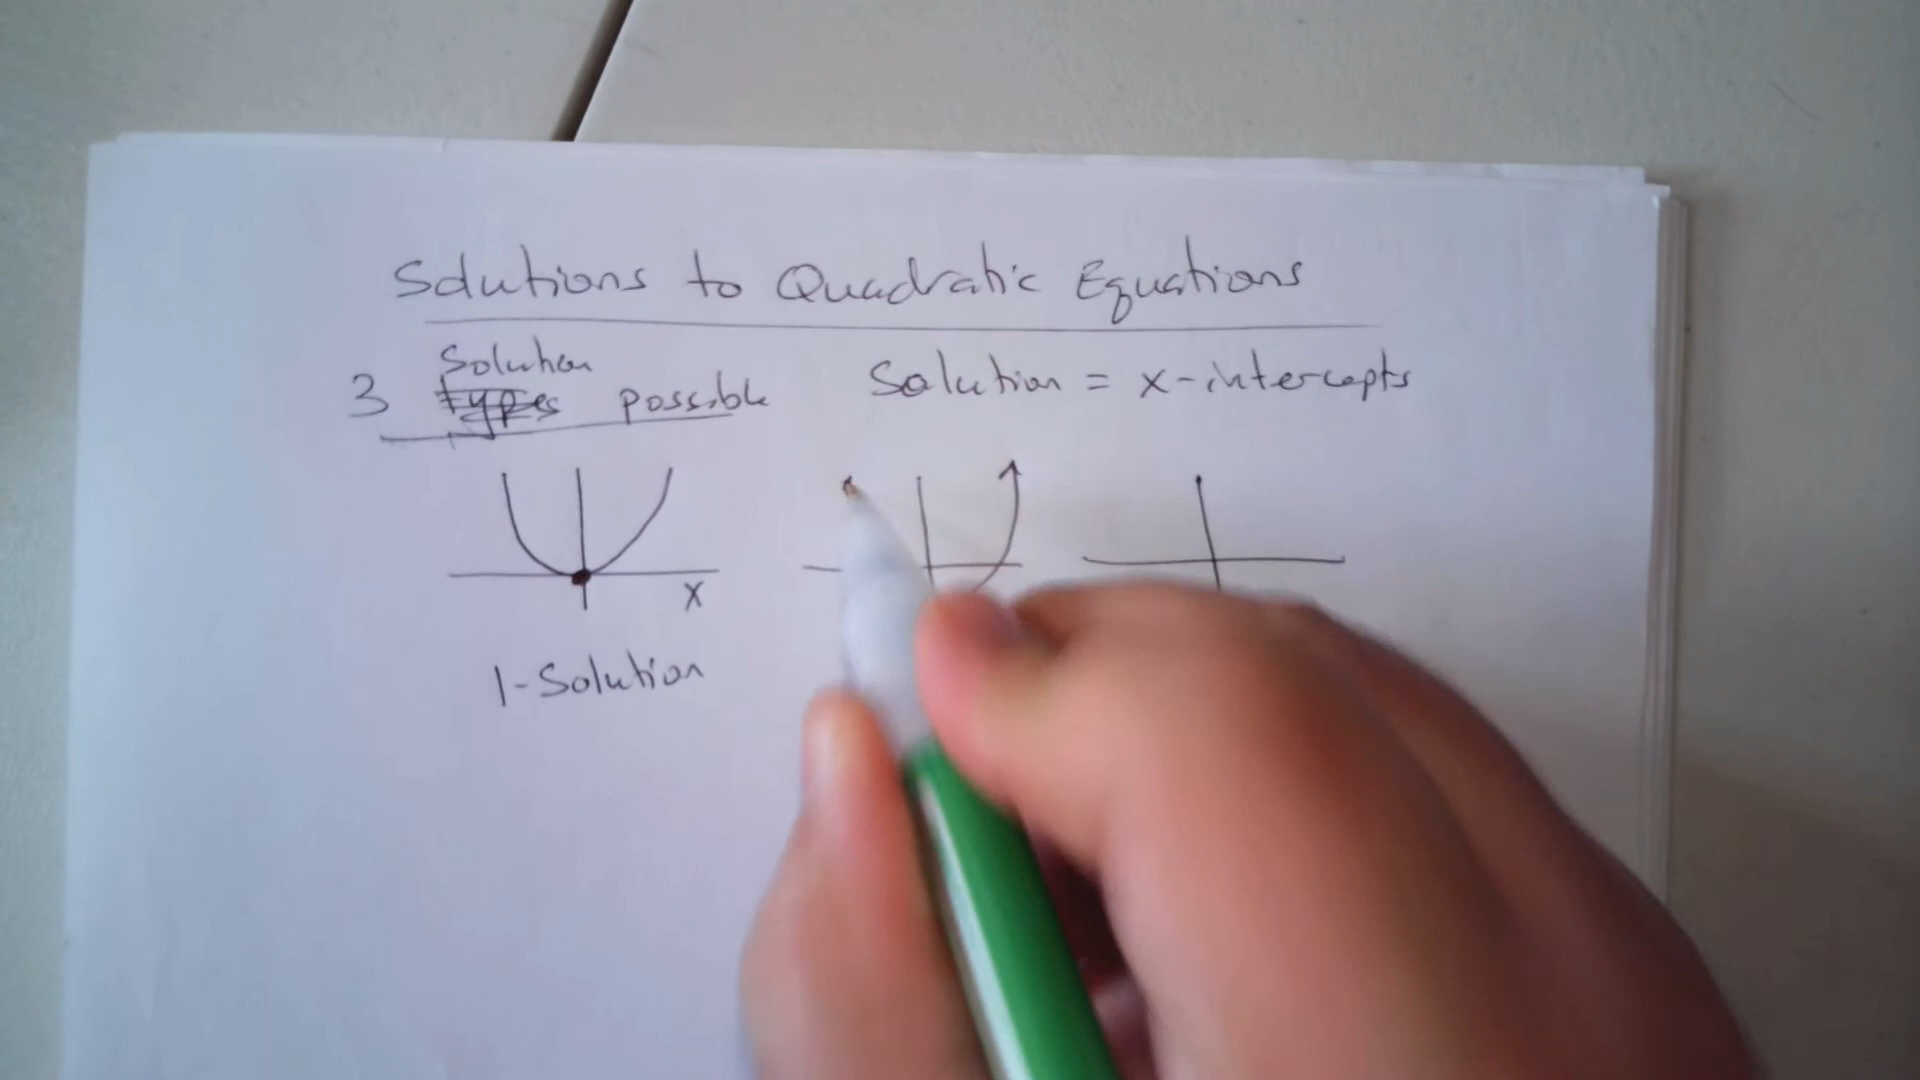 Solutions to Quadratic Equations
Solution
3 types possible
Solution = x-intercepts
X
1-Solution